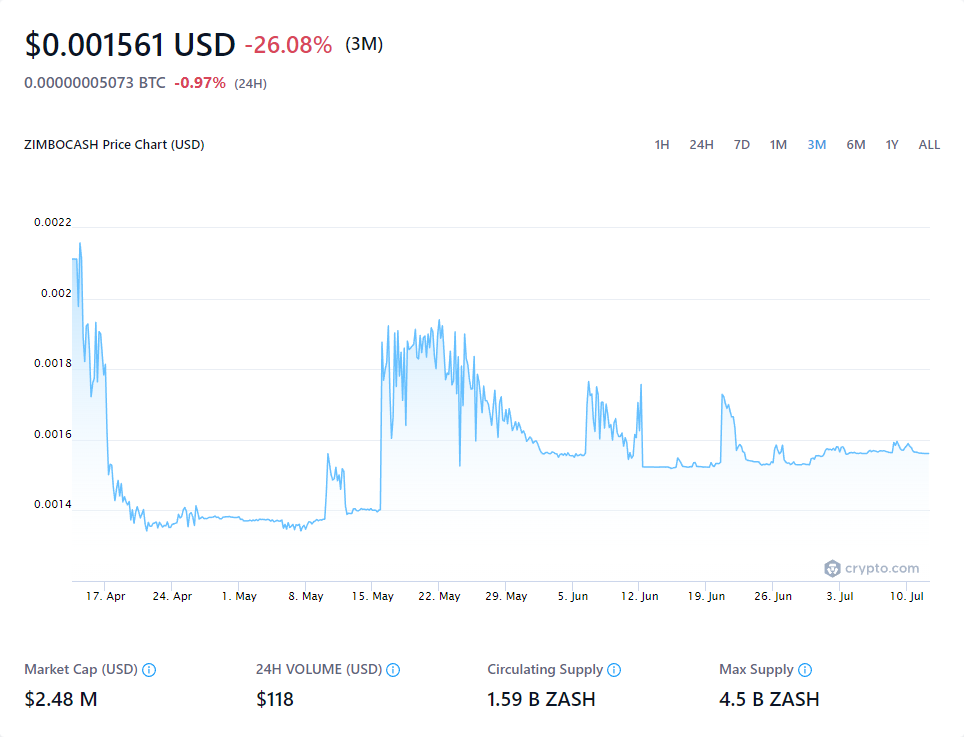 $0.001561 USD -26.08% (3M)
0.00000005073 BTC -0.97% (24H)
ZIMBOCASH Price Chart (USD) 1H 24H 7D 1M 3M 6M 1Y ALL
0.0022
0.002
0.0018
0.0016
0.0014
crypto.com
17. Apr 24. Apr 1. May 8. May 15. May 22. May 29. May 5. Jun 12. Jun 19. Jun 26. Jun 3. Jul 10. Jul
Market Cap (USD) 24H VOLUME (USD) Circulating Supply Max Supply
$2.48 M $118 1.59 B ZASH 4.5 B ZASH